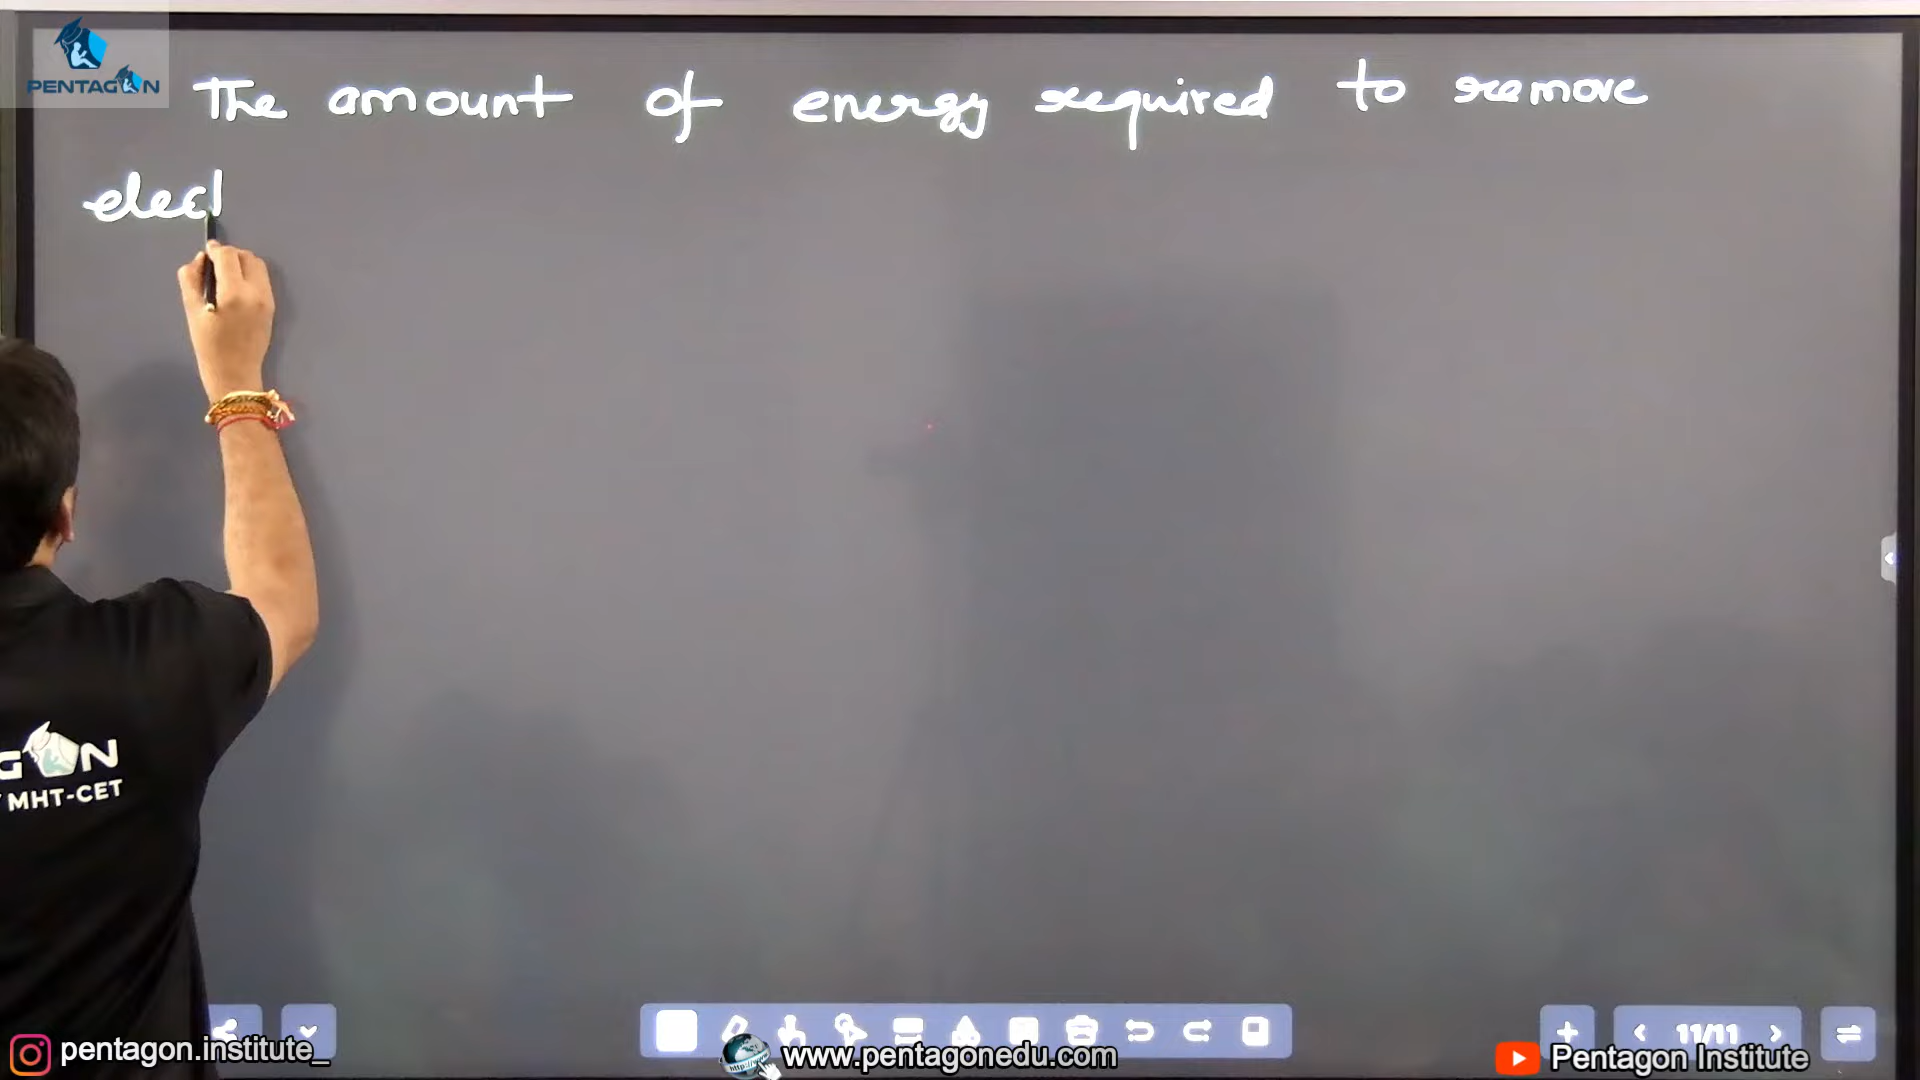 PENTAGON
The amount of energy required to remove
elect
GON
MHT-CET
11/11
pentagon.institute_
www.pentagonedu.com
Pentagon Institute